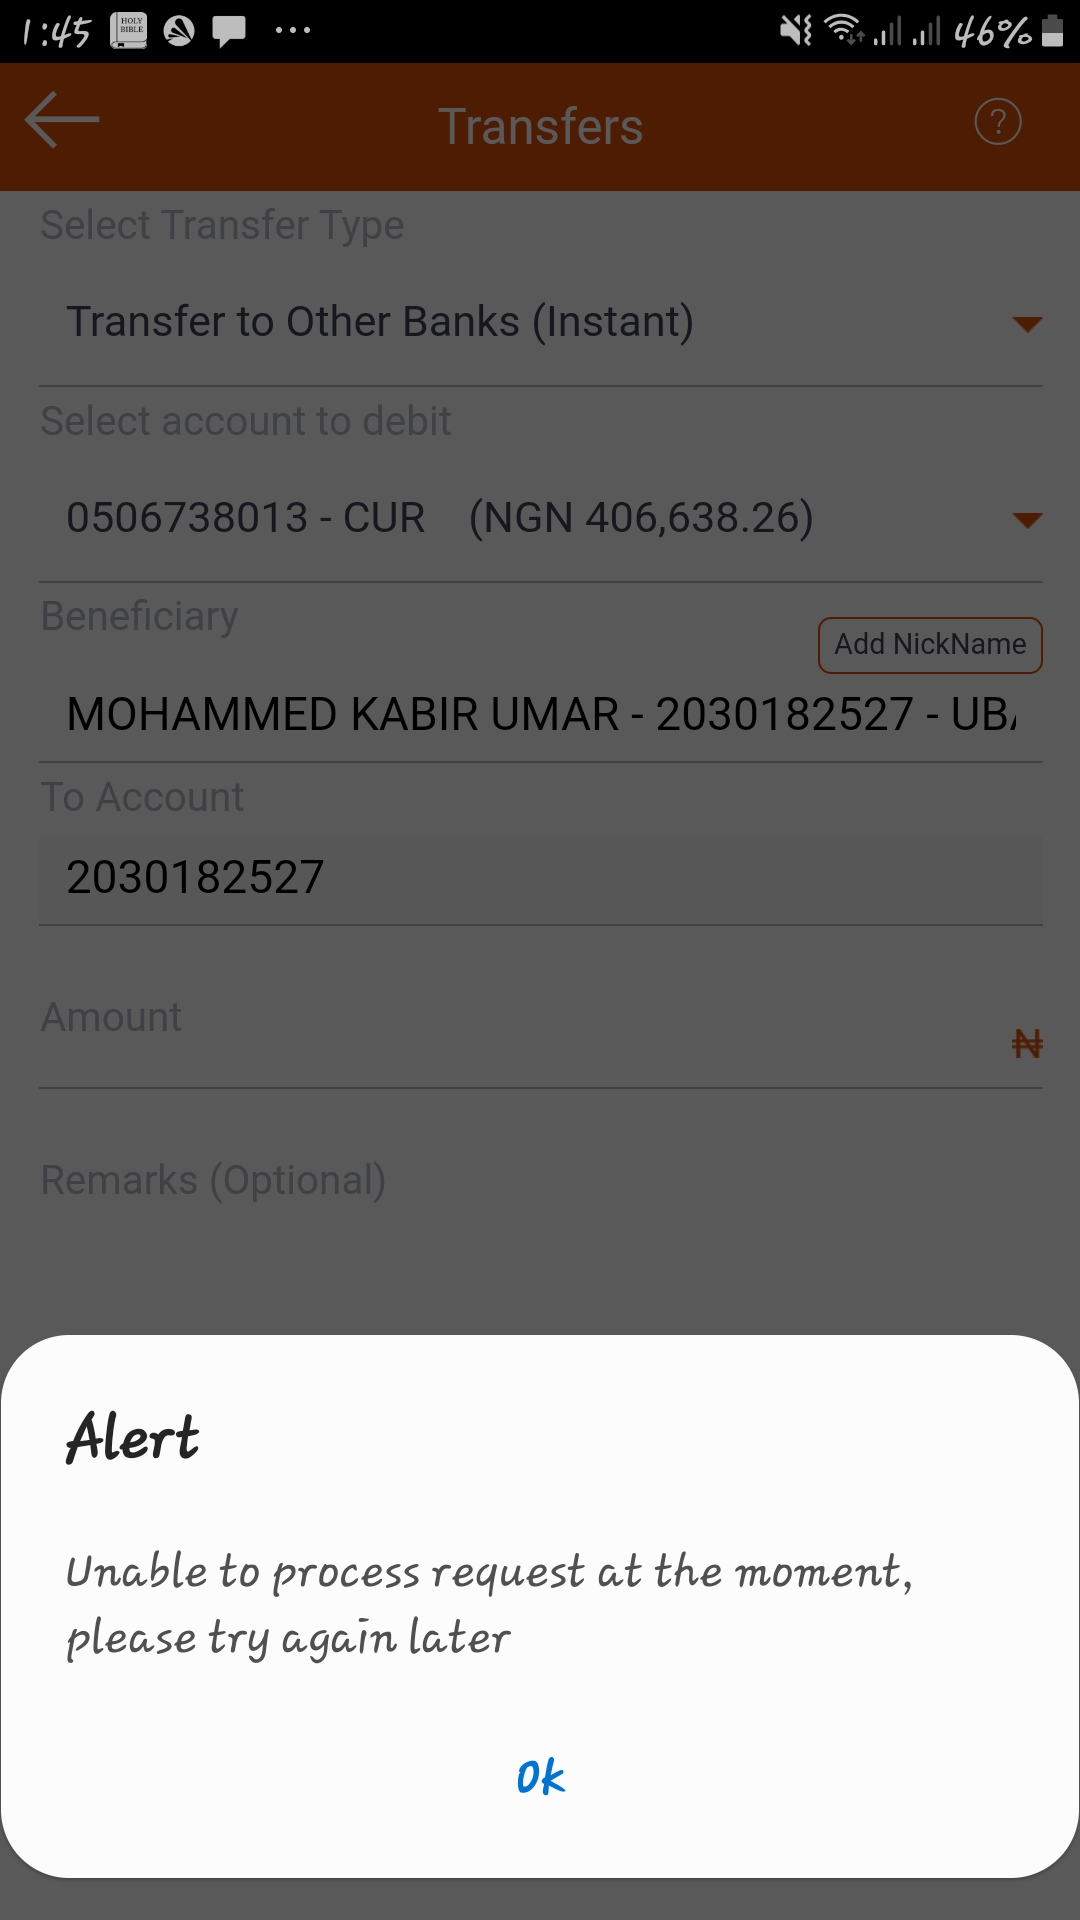 1:45 HOLY BIBLE 46%
Transfers ?
Select Transfer Type
Transfer to Other Banks (Instant)
Select account to debit
0506738013 - CUR (NGN 406,638.26)
Beneficiary
Add NickName
MOHAMMED KABIR UMAR - 2030182527 - UBA
To Account
2030182527
Amount
₦
Remarks (Optional)
Alert
Unable to process request at the moment,
please try again later
Ok